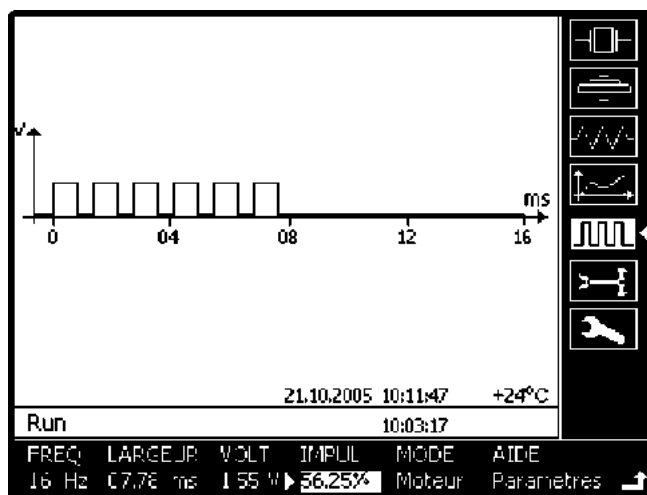 V
ms
0 04 08 12 16
21.10.2005 10:11:47 +24°C
Run 10:03:17
FREQ LARGEUR VOLT IMPUL MODE AIDE
16 Hz 07.78 ms 1.55 V 56.25% Moteur Parametres